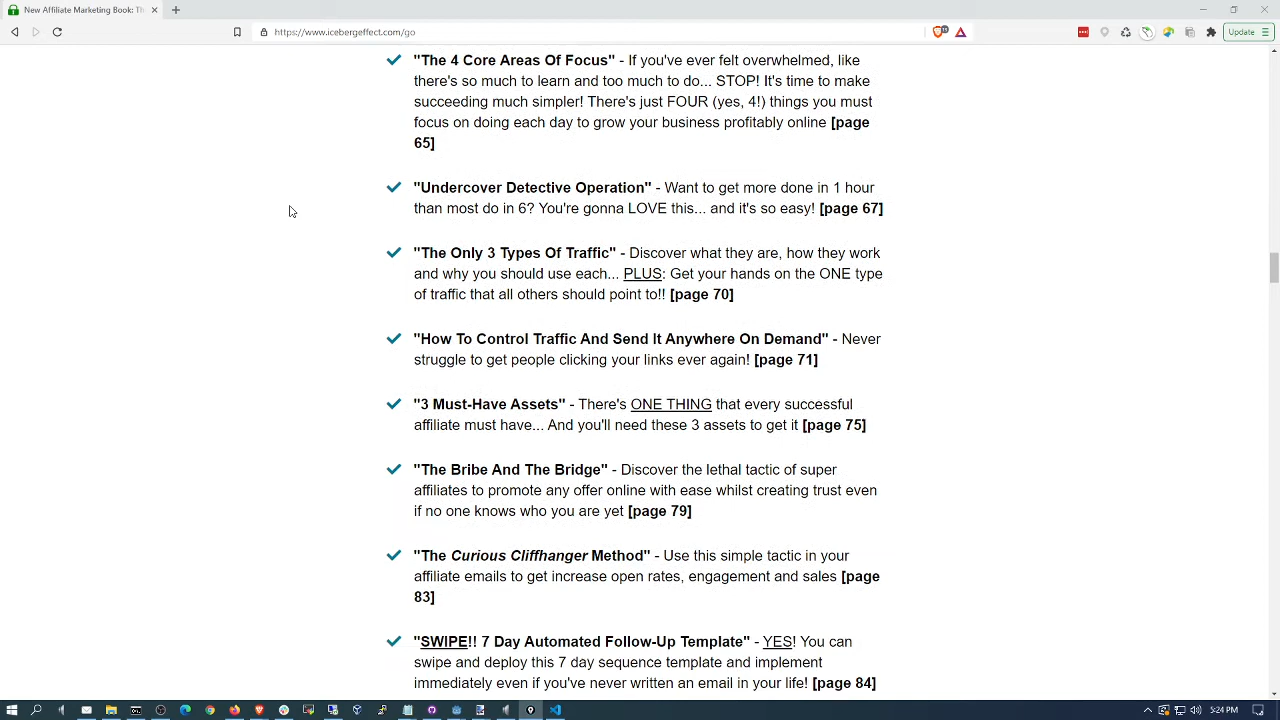 New Affiliate Marketing Book: Th
https://www.icebergeffect.com/go
Update
"The 4 Core Areas Of Focus" - If you've ever felt overwhelmed, like
there's so much to learn and too much to do... STOP! It's time to make
succeeding much simpler! There's just FOUR (yes, 4!) things you must
focus on doing each day to grow your business profitably online [page
65]
"Undercover Detective Operation" - Want to get more done in 1 hour
than most do in 6? You're gonna LOVE this... and it's so easy! [page 67]
"The Only 3 Types Of Traffic" - Discover what they are, how they work
and why you should use each... PLUS: Get your hands on the ONE type
of traffic that all others should point to!! [page 70]
"How To Control Traffic And Send It Anywhere On Demand" - Never
struggle to get people clicking your links ever again! [page 71]
"3 Must-Have Assets" - There's ONE THING that every successful
affiliate must have... And you'll need these 3 assets to get it [page 75]
"The Bribe And The Bridge" - Discover the lethal tactic of super
affiliates to promote any offer online with ease whilst creating trust even
if no one knows who you are yet [page 79]
"The Curious Cliffhanger Method" - Use this simple tactic in your
affiliate emails to get increase open rates, engagement and sales [page
83]
"SWIPE!! 7 Day Automated Follow-Up Template" - YES! You can
swipe and deploy this 7 day sequence template and implement
immediately even if you've never written an email in your life! [page 84]
5:24 PM